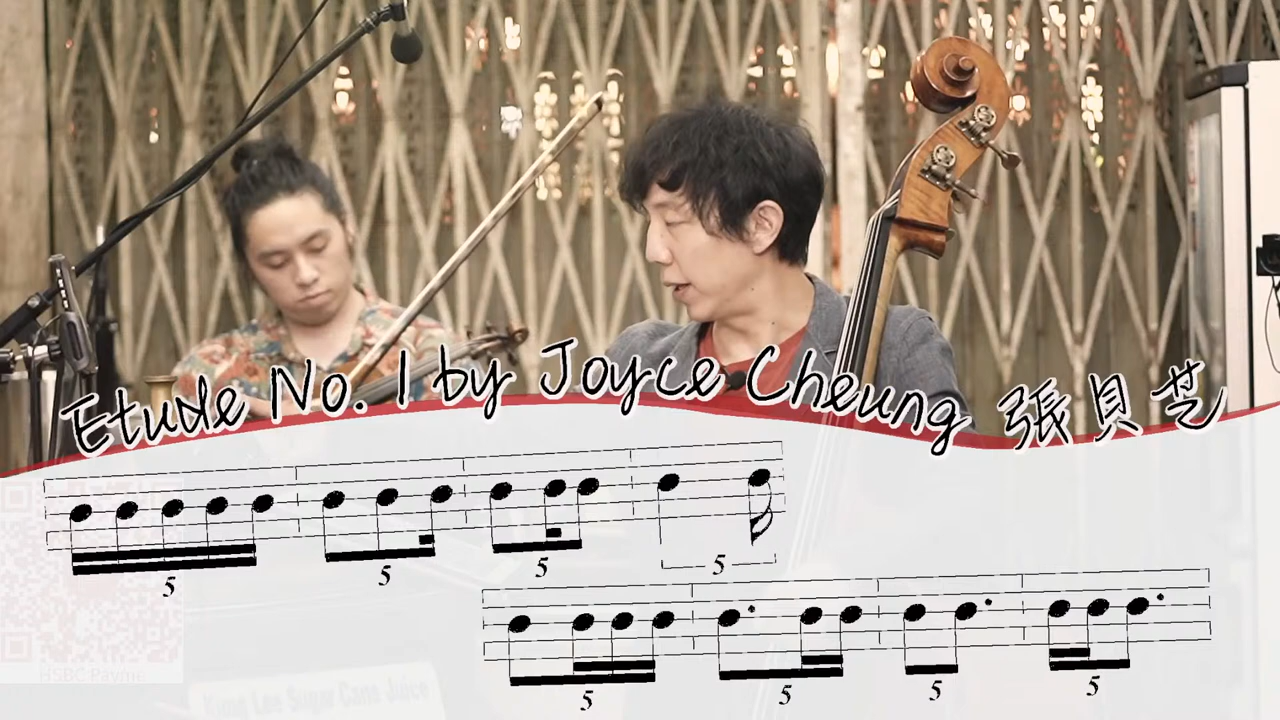 Etude No. 1 by Joyce Cheung 張貝芝
5 5 5 5
5 5 5 5
HSBC Payme
Kung Lee Sugar Cane Juice